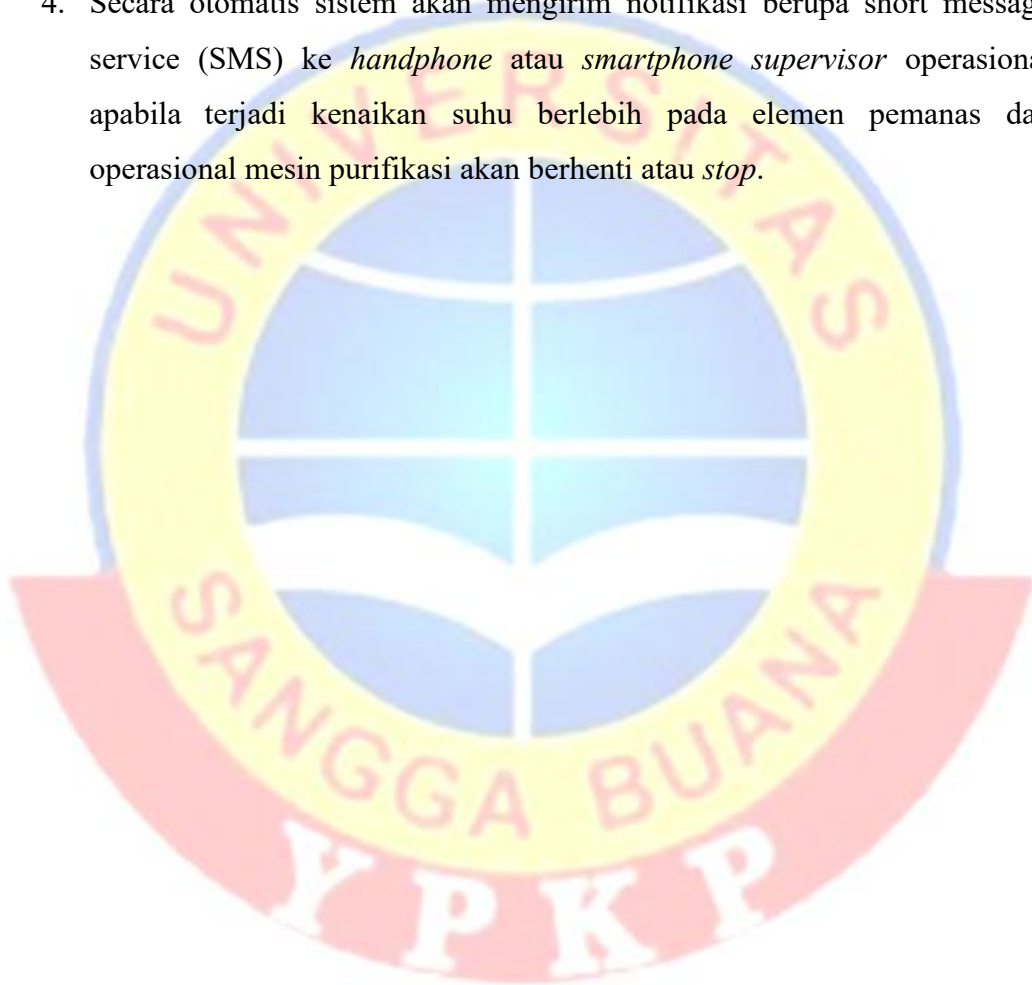 4. Secara otomatis sistem akan mengirim notifikasi berupa short messag
service (SMS) ke handphone atau smartphone supervisor operasiona
apabila terjadi kenaikan suhu berlebih pada elemen pemanas da
operasional mesin purifikasi akan berhenti atau stop.
UNIVERSITAS
SANGGA BUANA
YPKP